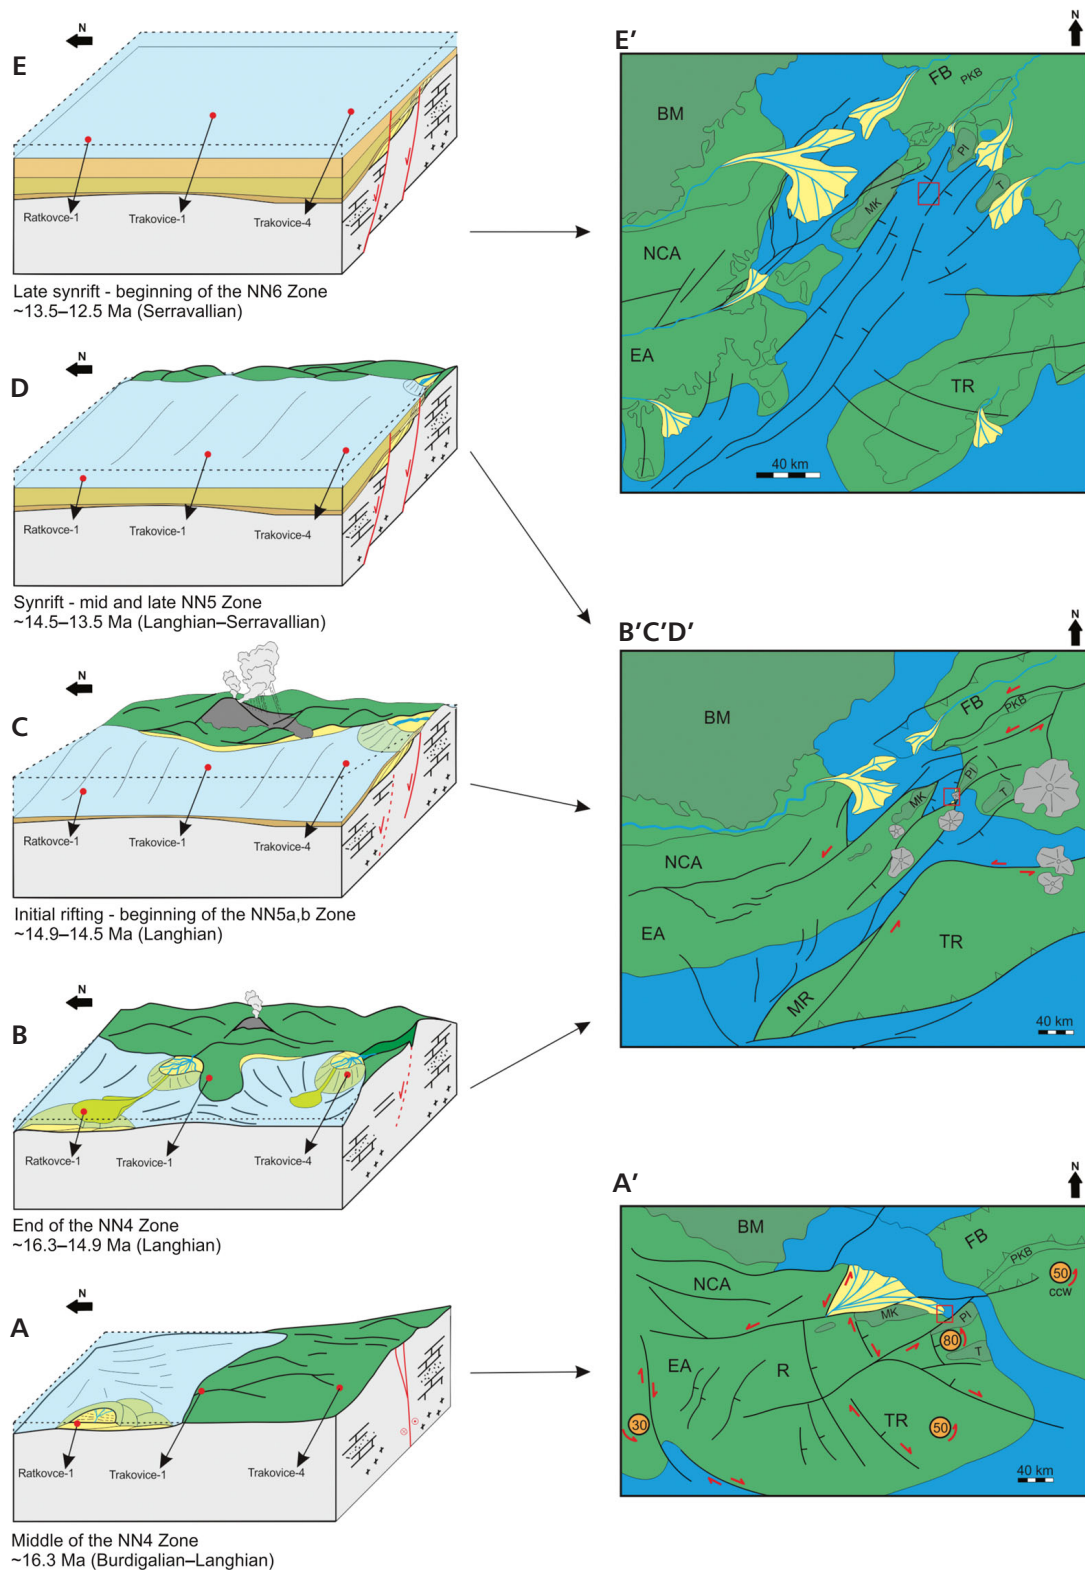 N
E
Ratkovce-1
Trakovice-1
Trakovice-4
Late synrift - beginning of the NN6 Zone
~13.5–12.5 Ma (Serravallian)
N
D
Ratkovce-1
Trakovice-1
Trakovice-4
Synrift - mid and late NN5 Zone
~14.5–13.5 Ma (Langhian–Serravallian)
N
C
Ratkovce-1
Trakovice-1
Trakovice-4
Initial rifting - beginning of the NN5a,b Zone
~14.9–14.5 Ma (Langhian)
N
B
Ratkovce-1
Trakovice-1
Trakovice-4
End of the NN4 Zone
~16.3–14.9 Ma (Langhian)
N
A
Ratkovce-1
Trakovice-1
Trakovice-4
Middle of the NN4 Zone
~16.3 Ma (Burdigalian–Langhian)
E’
N
FB
PKB
BM
PI
T
MK
NCA
EA
TR
40 km
B’C’D’
N
BM
FB
PKB
PI
T
MK
NCA
EA
TR
MR
40 km
A’
N
BM
FB
PKB
50
CCW
NCA
MK
PI
80
T
EA
R
TR
30
50
40 km